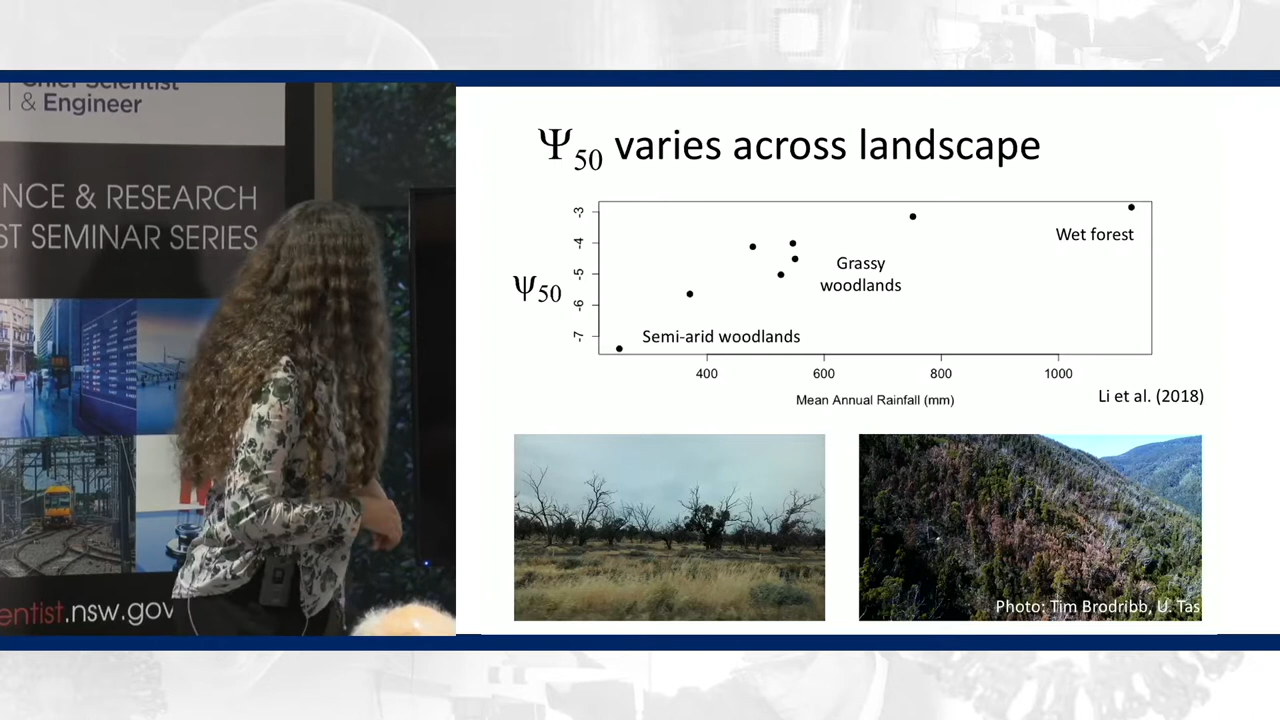 Chief Scientist
& Engineer
NCE & RESEARCH
ST SEMINAR SERIES
entist.nsw.gov
Ψ50 varies across landscape
-3
-4
-5
-6
-7
ψ50
Wet forest
Grassy
woodlands
Semi-arid woodlands
400 600 800 1000
Mean Annual Rainfall (mm)
Li et al. (2018)
Photo: Tim Brodribb, U. Tas